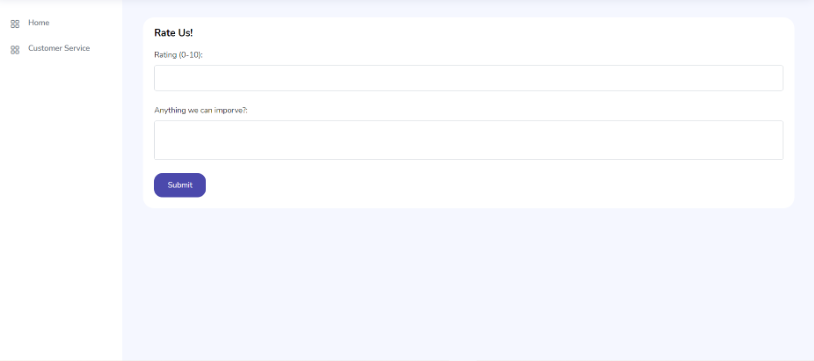 Home
Customer Service
Rate Us!
Rating (0-10):
Anything we can imporve?:
Submit